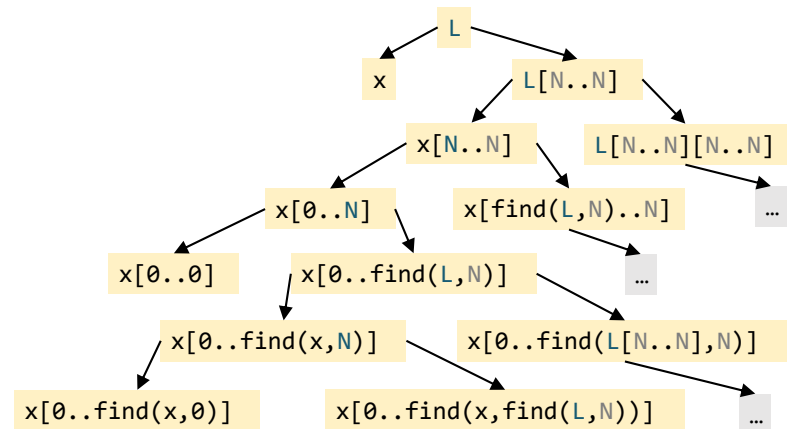 L
x
L[N..N]
x[N..N]
L[N..N][N..N]
x[0..N]
x[find(L,N)..N]
…
x[0..0]
x[0..find(L,N)]
…
x[0..find(x,N)]
x[0..find(L[N..N],N)]
x[0..find(x,0)]
x[0..find(x,find(L,N))]
…